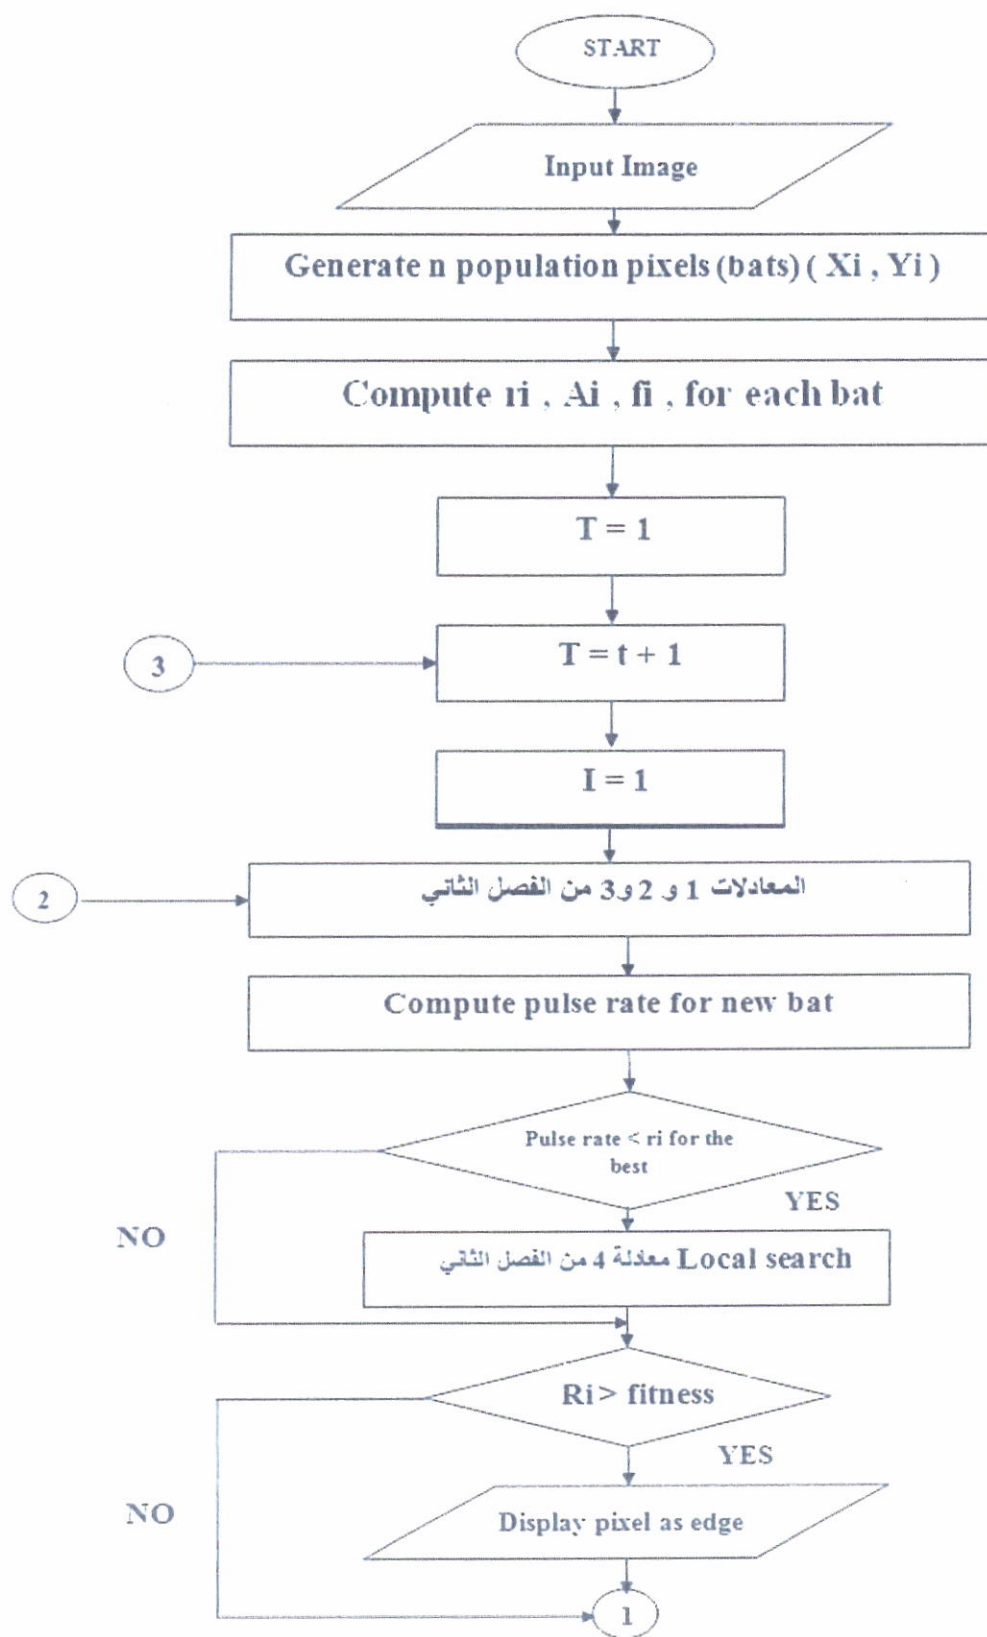 START
Input Image
Generate n population pixels (bats) ( Xi , Yi )
Compute ri , Ai , fi , for each bat
T = 1
3
T = t + 1
I = 1
2
المعادلات 1 و 2 و 3 من الفصل الثاني
Compute pulse rate for new bat
Pulse rate < ri for the
best
YES
NO
Local search معادلة 4 من الفصل الثاني
Ri > fitness
YES
NO
Display pixel as edge
1